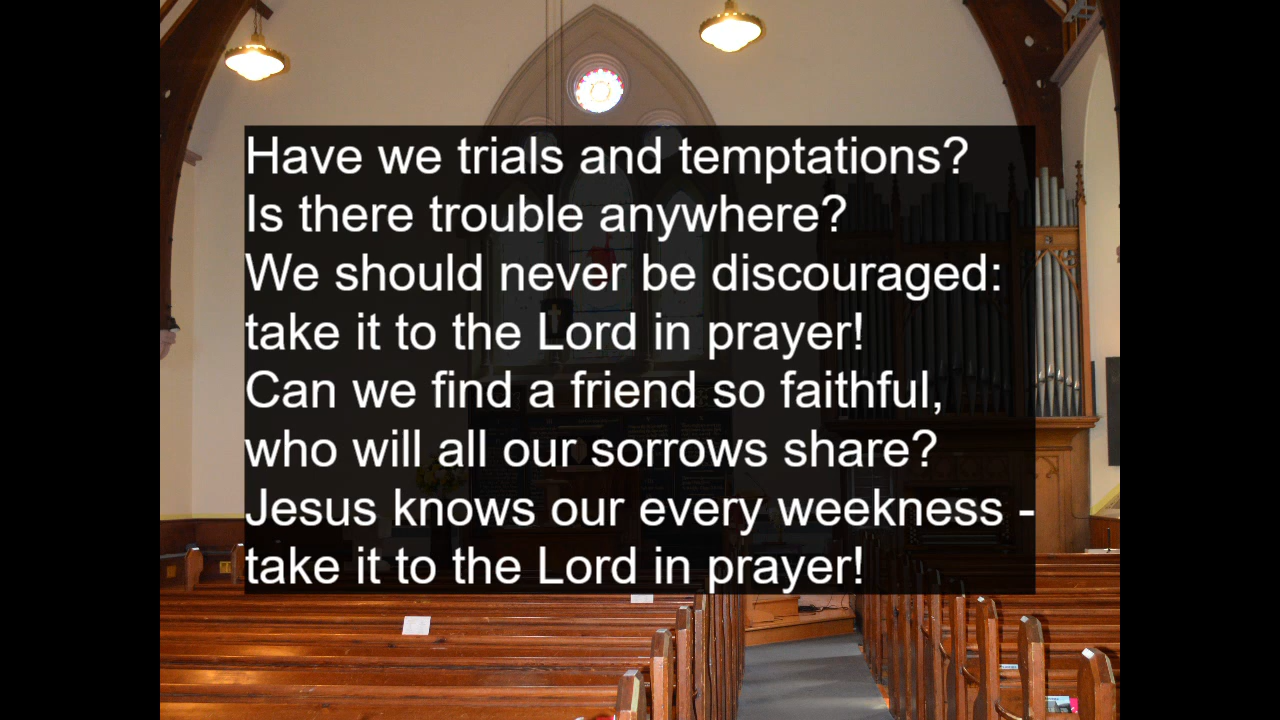 Have we trials and temptations?
Is there trouble anywhere?
We should never be discouraged:
take it to the Lord in prayer!
Can we find a friend so faithful,
who will all our sorrows share?
Jesus knows our every weekness -
take it to the Lord in prayer!